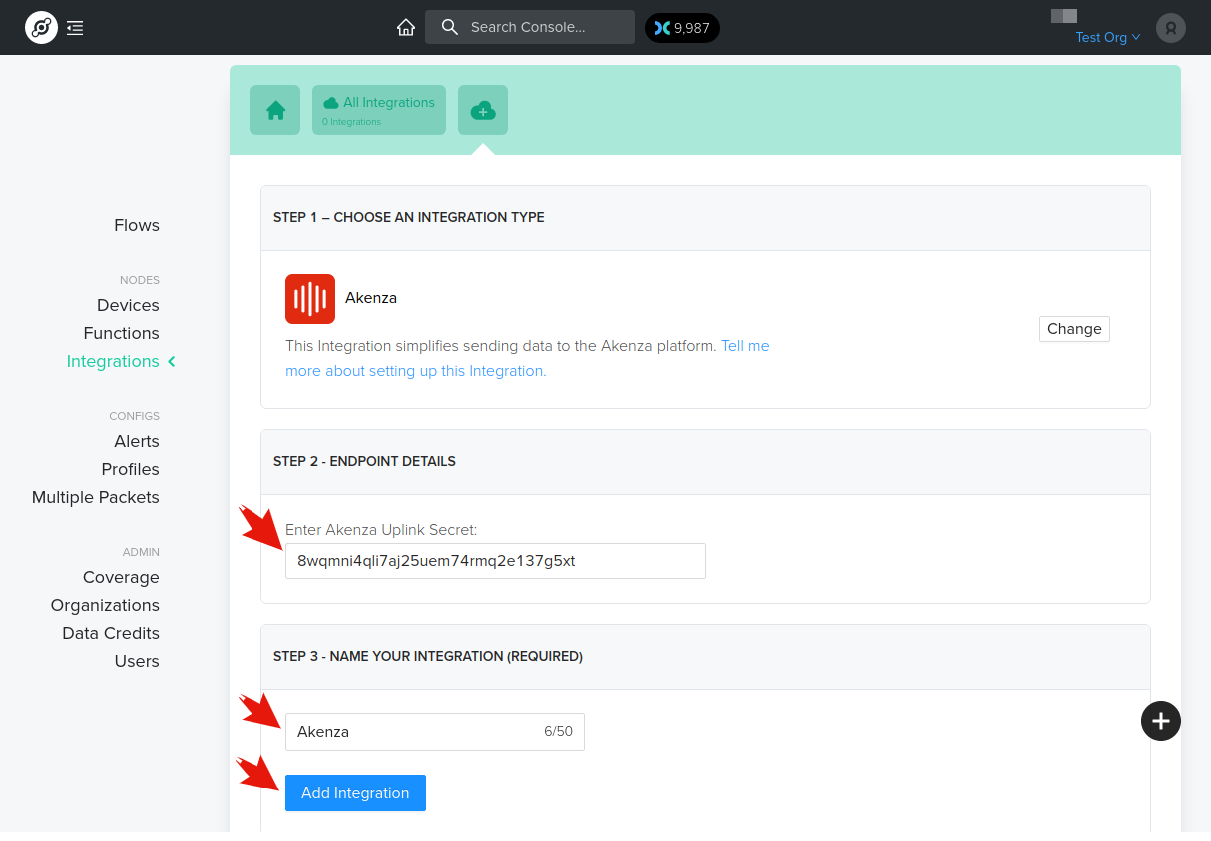 Search Console...
9,987
Test Org
All Integrations
0 Integrations
Flows
NODES
Devices
Functions
Integrations
CONFIGS
Alerts
Profiles
Multiple Packets
ADMIN
Coverage
Organizations
Data Credits
Users
STEP 1 – CHOOSE AN INTEGRATION TYPE
Akenza
This Integration simplifies sending data to the Akenza platform. Tell me
more about setting up this Integration.
Change
STEP 2 - ENDPOINT DETAILS
Enter Akenza Uplink Secret:
8wqmni4qli7aj25uem74rmq2e137g5xt
STEP 3 - NAME YOUR INTEGRATION (REQUIRED)
Akenza 6/50
Add Integration